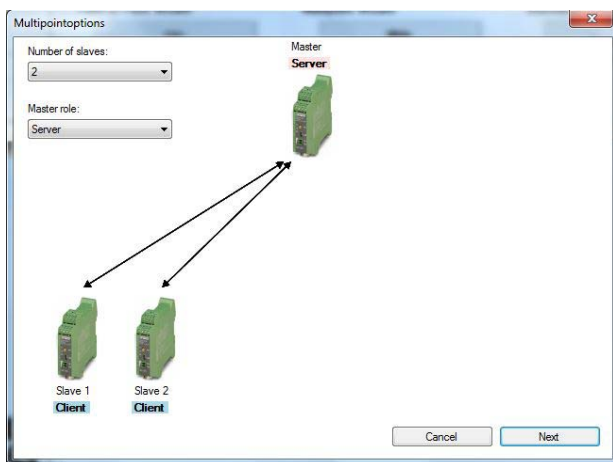 Multipointoptions
Number of slaves:
2
Master role:
Server
Master
Server
Slave 1
Client
Slave 2
Client
Cancel
Next